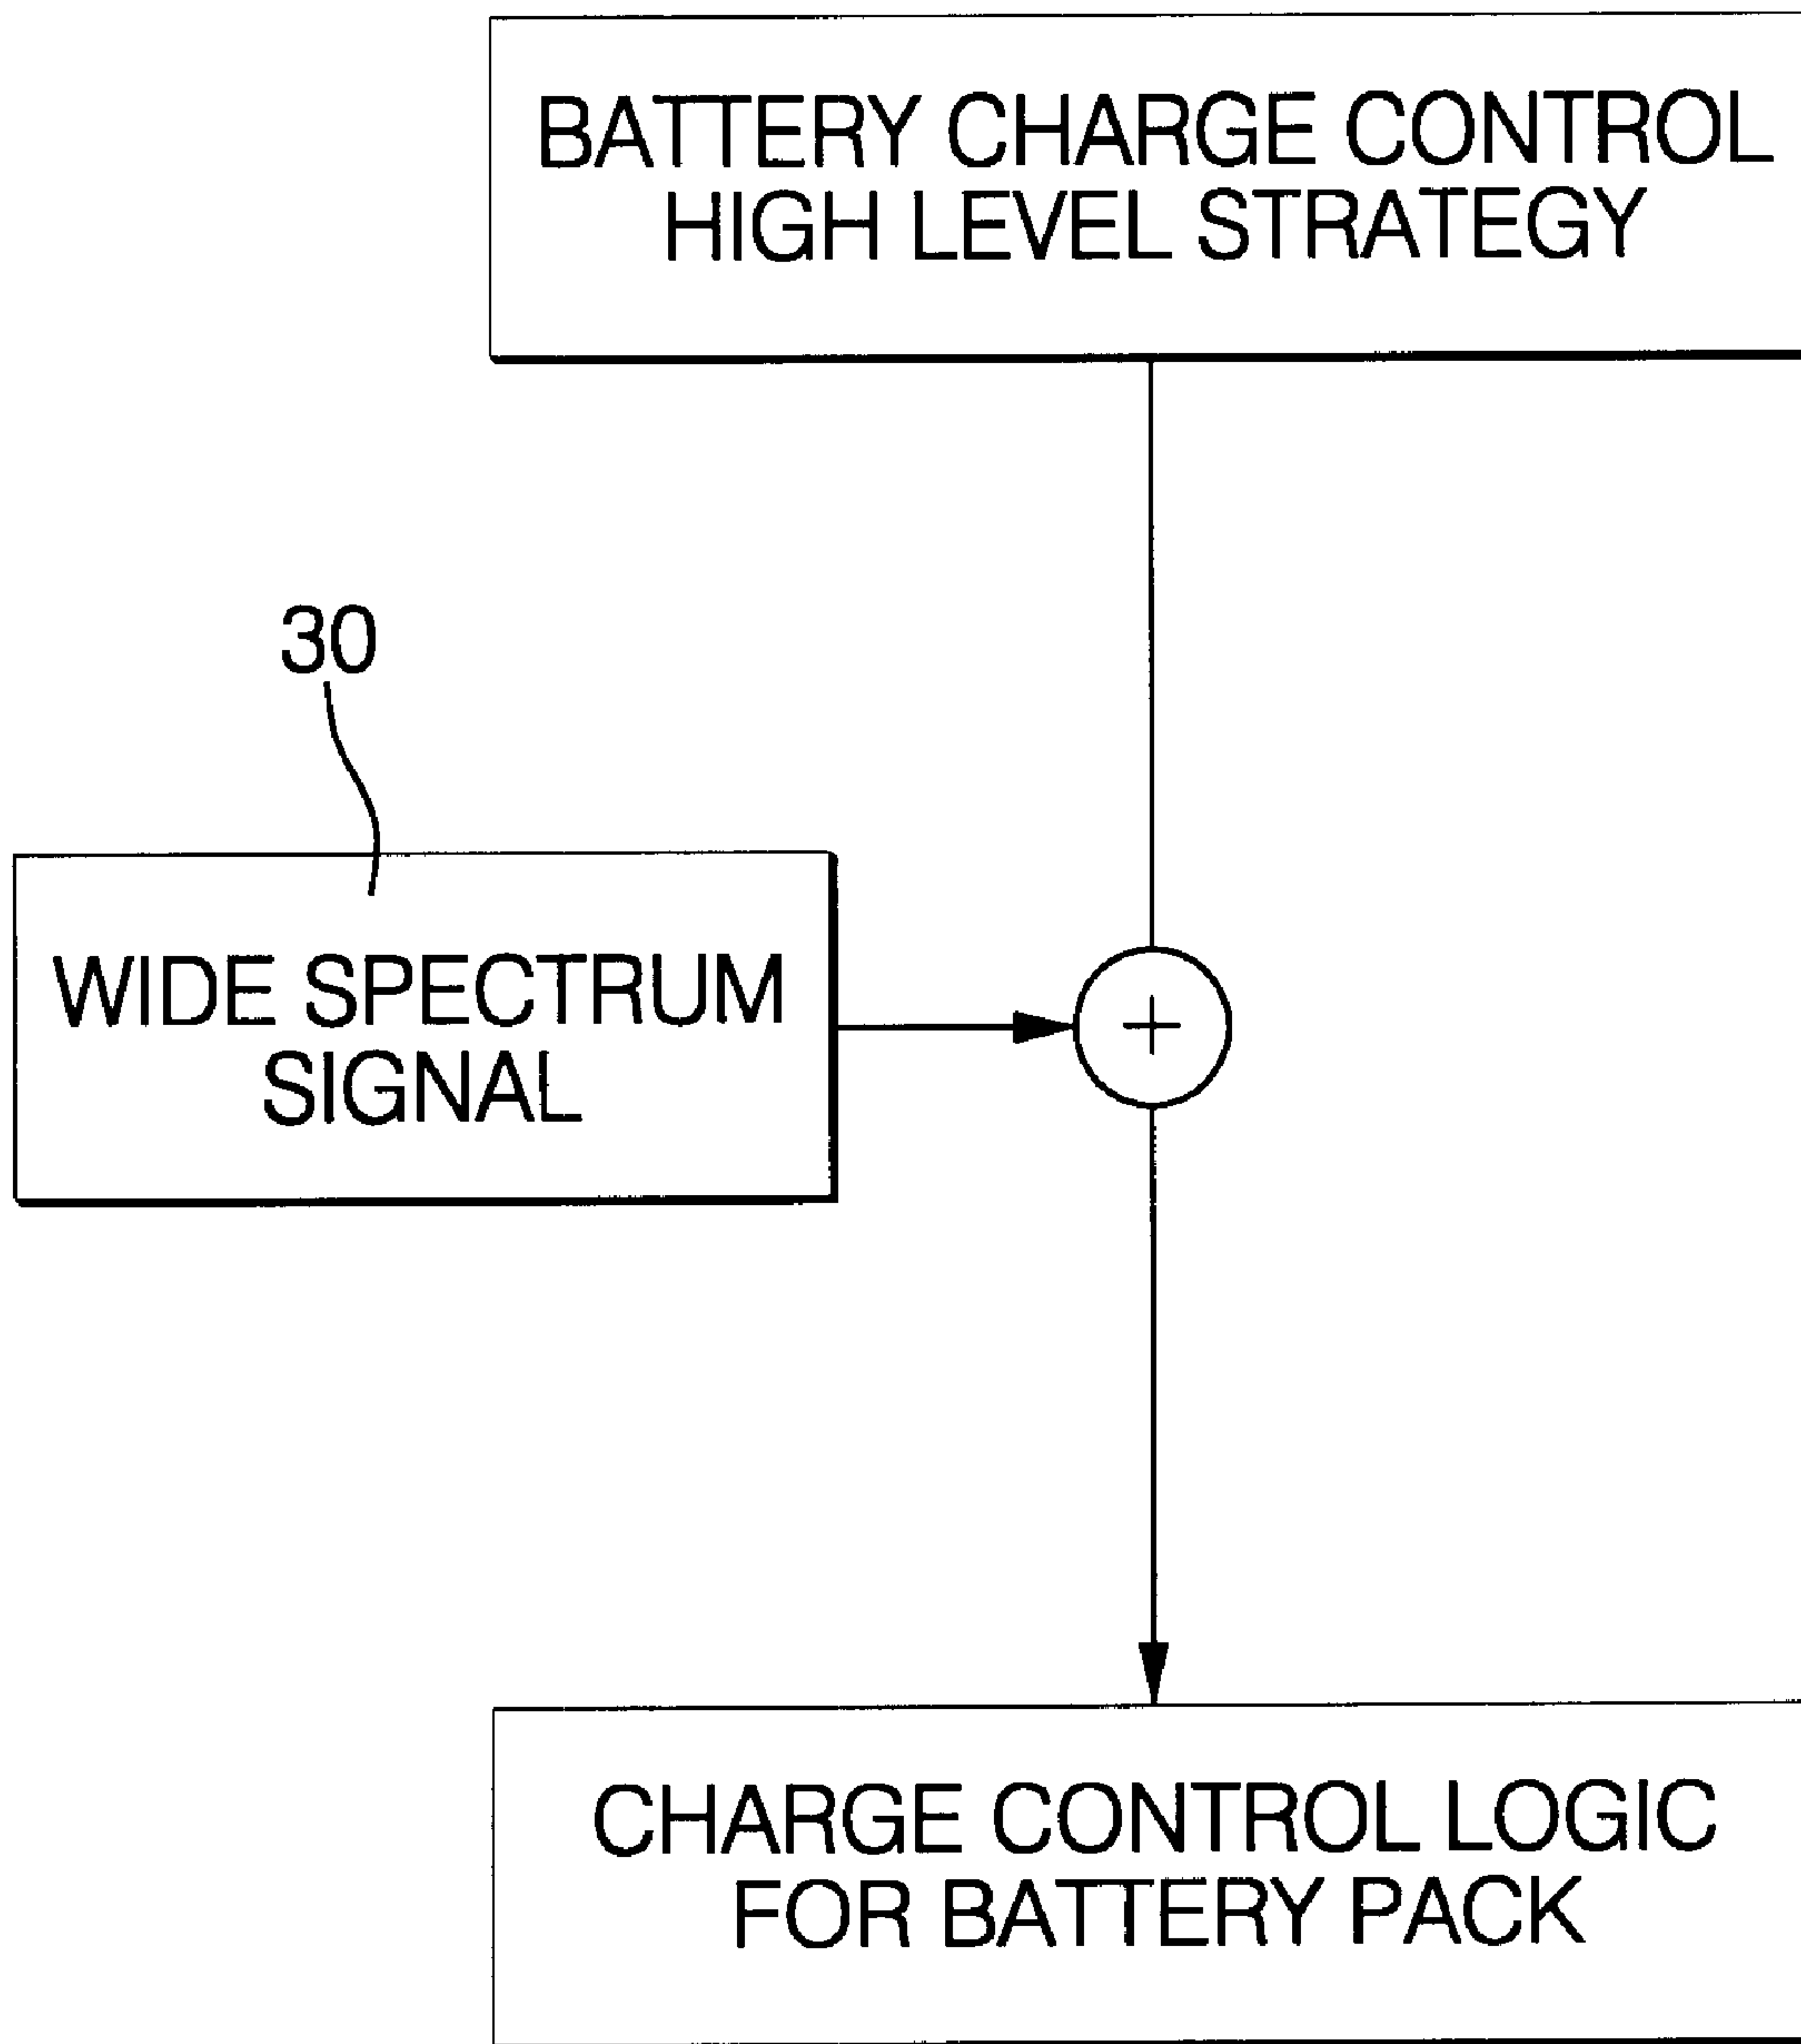 BATTERY CHARGE CONTROL
HIGH LEVEL STRATEGY
30
WIDE SPECTRUM
SIGNAL
+
CHARGE CONTROL LOGIC
FOR BATTERY PACK